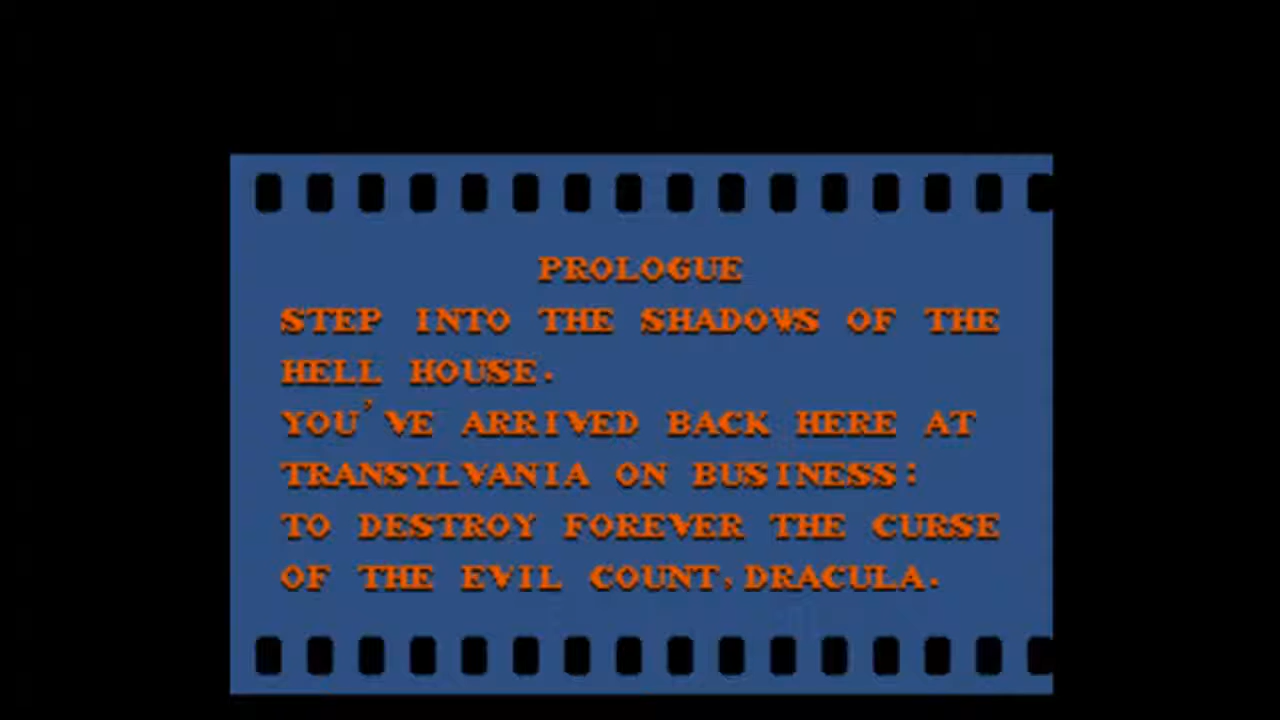 PROLOGUE
STEP INTO THE SHADOWS OF THE
HELL HOUSE.
YOU'VE ARRIVED BACK HERE AT
TRANSYLVANIA ON BUSINESS:
TO DESTROY FOREVER THE CURSE
OF THE EVIL COUNT,DRACULA.